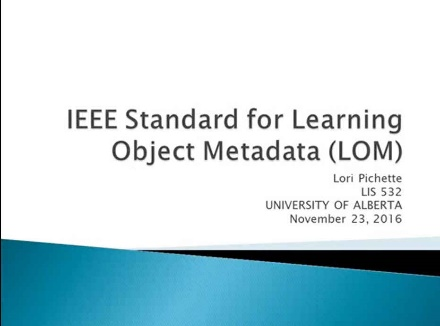 IEEE Standard for Learning
Object Metadata (LOM)
Lori Pichette
LIS 532
UNIVERSITY OF ALBERTA
November 23, 2016